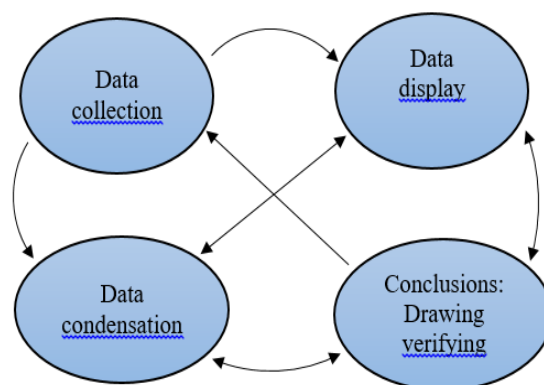 Data
collection
Data
display
Data
condensation
Conclusions:
Drawing
verifying